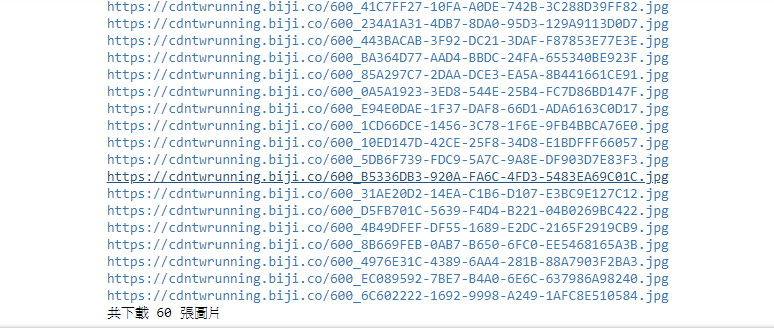 https://cdntwrunning.biji.co/600_41C7FF27-10FA-A0DE-742B-3C288D39FF82.jpg
https://cdntwrunning.biji.co/600_234A1A31-4DB7-8DA0-95D3-129A9113D0D7.jpg
https://cdntwrunning.biji.co/600_443BACAB-3F92-DC21-3DAF-F87853E77E3E.jpg
https://cdntwrunning.biji.co/600_BA364D77-AAD4-BBDC-24FA-655340BE923F.jpg
https://cdntwrunning.biji.co/600_85A297C7-2DAA-DCE3-EA5A-8B441661CE91.jpg
https://cdntwrunning.biji.co/600_0A5A1923-3ED8-544E-25B4-FC7D86BD147F.jpg
https://cdntwrunning.biji.co/600_E94E0DAE-1F37-DAF8-66D1-ADA6163C0D17.jpg
https://cdntwrunning.biji.co/600_1CD66DCE-1456-3C78-1F6E-9FB4BBCA76E0.jpg
https://cdntwrunning.biji.co/600_10ED147D-42CE-25F8-34D8-E1BDFFF66057.jpg
https://cdntwrunning.biji.co/600_5DB6F739-FDC9-5A7C-9A8E-DF903D7E83F3.jpg
https://cdntwrunning.biji.co/600_B5336DB3-920A-FA6C-4FD3-5483EA69C01C.jpg
https://cdntwrunning.biji.co/600_31AE20D2-14EA-C1B6-D107-E3BC9E127C12.jpg
https://cdntwrunning.biji.co/600_D5FB701C-5639-F4D4-B221-04B0269BC422.jpg
https://cdntwrunning.biji.co/600_4B49DFEF-DF55-1689-E2DC-2165F2919CB9.jpg
https://cdntwrunning.biji.co/600_8B669FEB-0AB7-B650-6FC0-EE5468165A3B.jpg
https://cdntwrunning.biji.co/600_4976E31C-4389-6AA4-281B-88A7903F2BA3.jpg
https://cdntwrunning.biji.co/600_EC089592-7BE7-B4A0-6E6C-637986A98240.jpg
https://cdntwrunning.biji.co/600_6C602222-1692-9998-A249-1AFC8E510584.jpg
共下載 60 張圖片